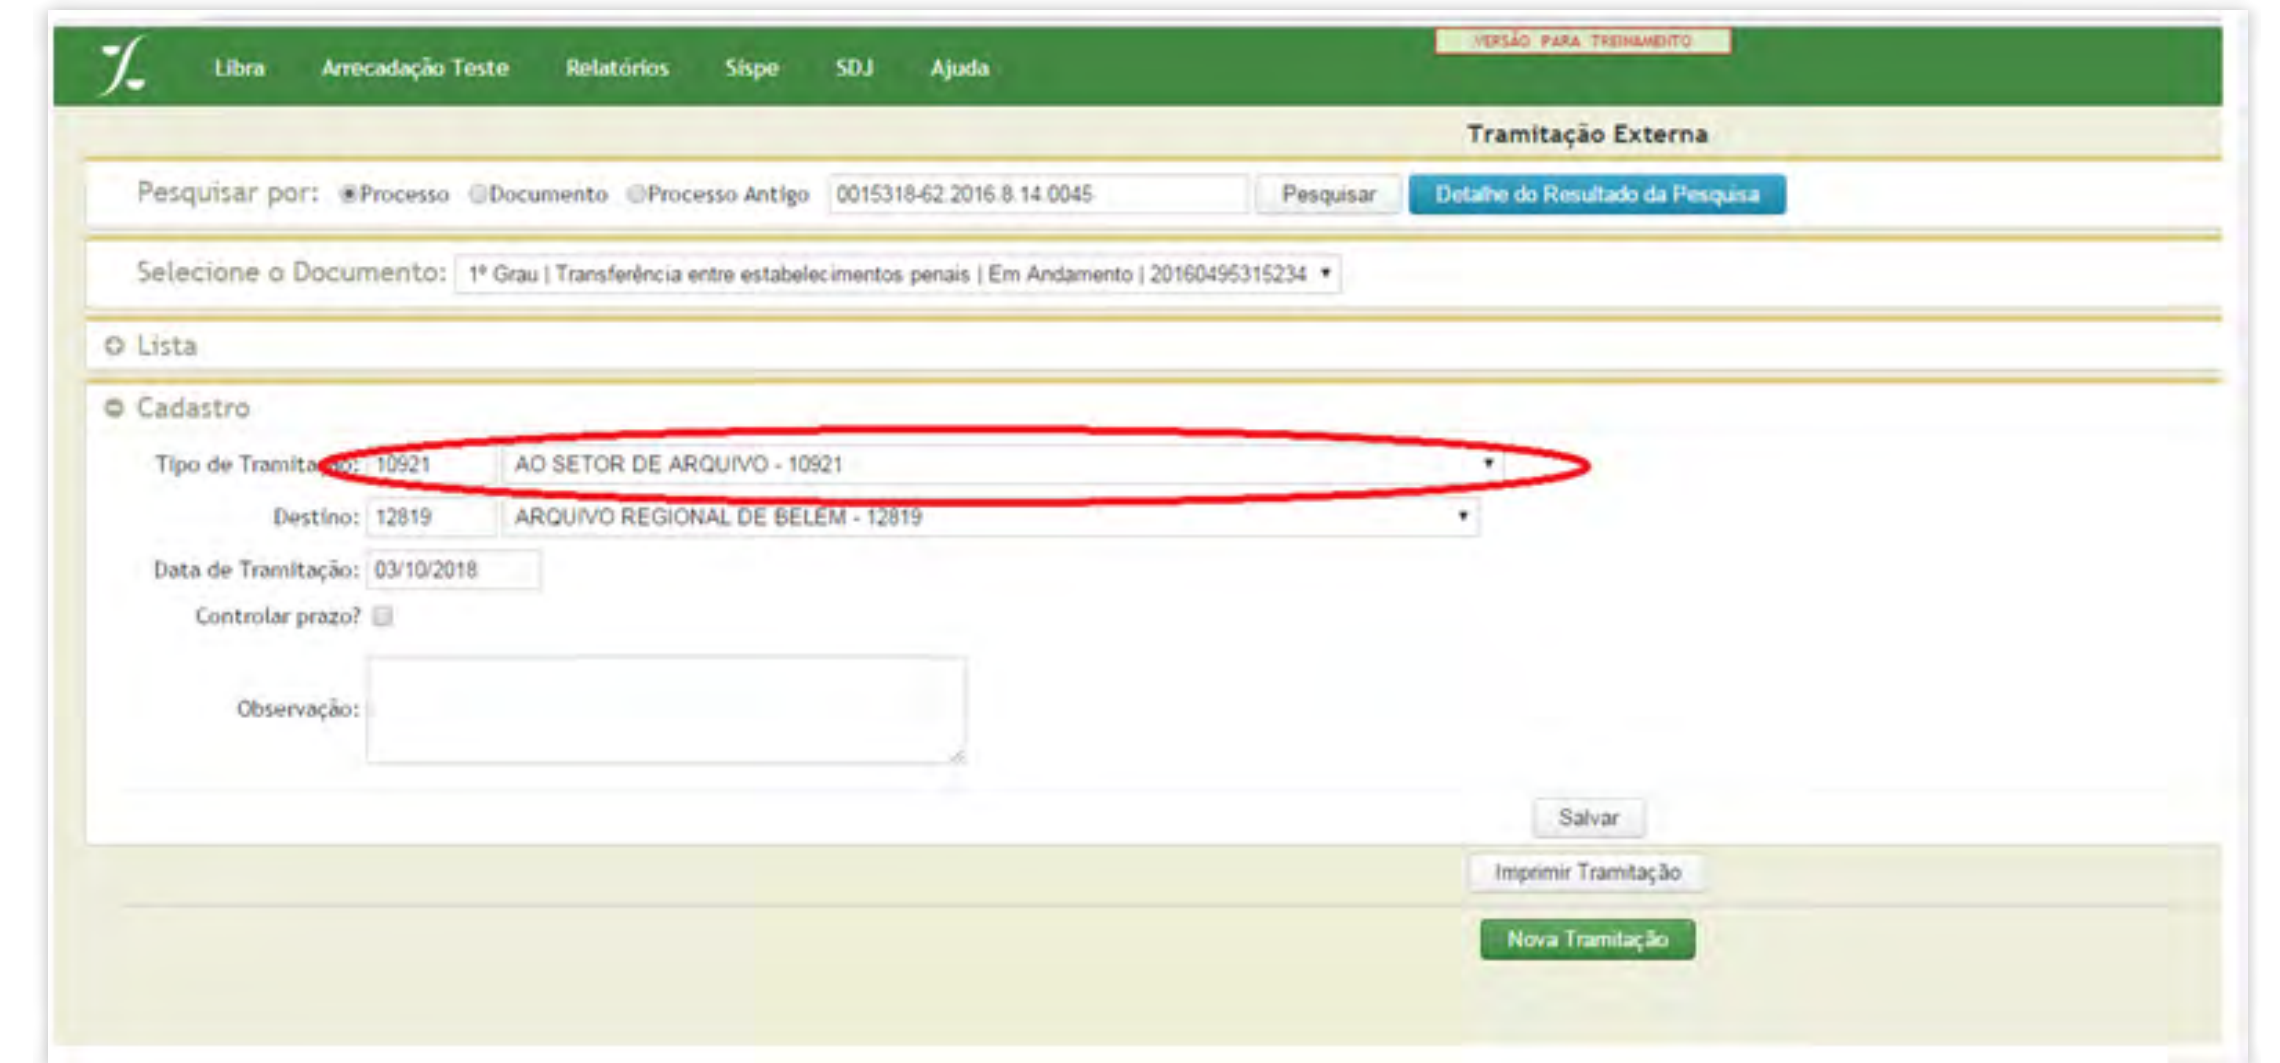 VERSÃO PARA TREINAMENTO
Libra Arrecadação Teste Relatórios Sispe SDJ Ajuda
Tramitação Externa
Pesquisar por: Processo Documento Processo Antigo 0015318-62.2016.8.14.0045 Pesquisar Detalhe do Resultado da Pesquisa
Selecione o Documento: 1º Grau | Transferência entre estabelecimentos penais | Em Andamento | 20160495315234
Lista
Cadastro
Tipo de Tramitação: 10921 AO SETOR DE ARQUIVO - 10921
Destino: 12819 ARQUIVO REGIONAL DE BELÉM - 12819
Data de Tramitação: 03/10/2018
Controlar prazo?
Observação:
Salvar
Imprimir Tramitação
Nova Tramitação